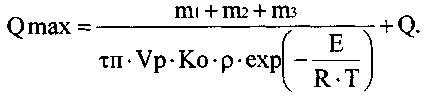 Qmax = (m₁ + m₂ + m₃) / (τп · Vp · Ko · ρ · exp(−E/(R · T))) + Q.